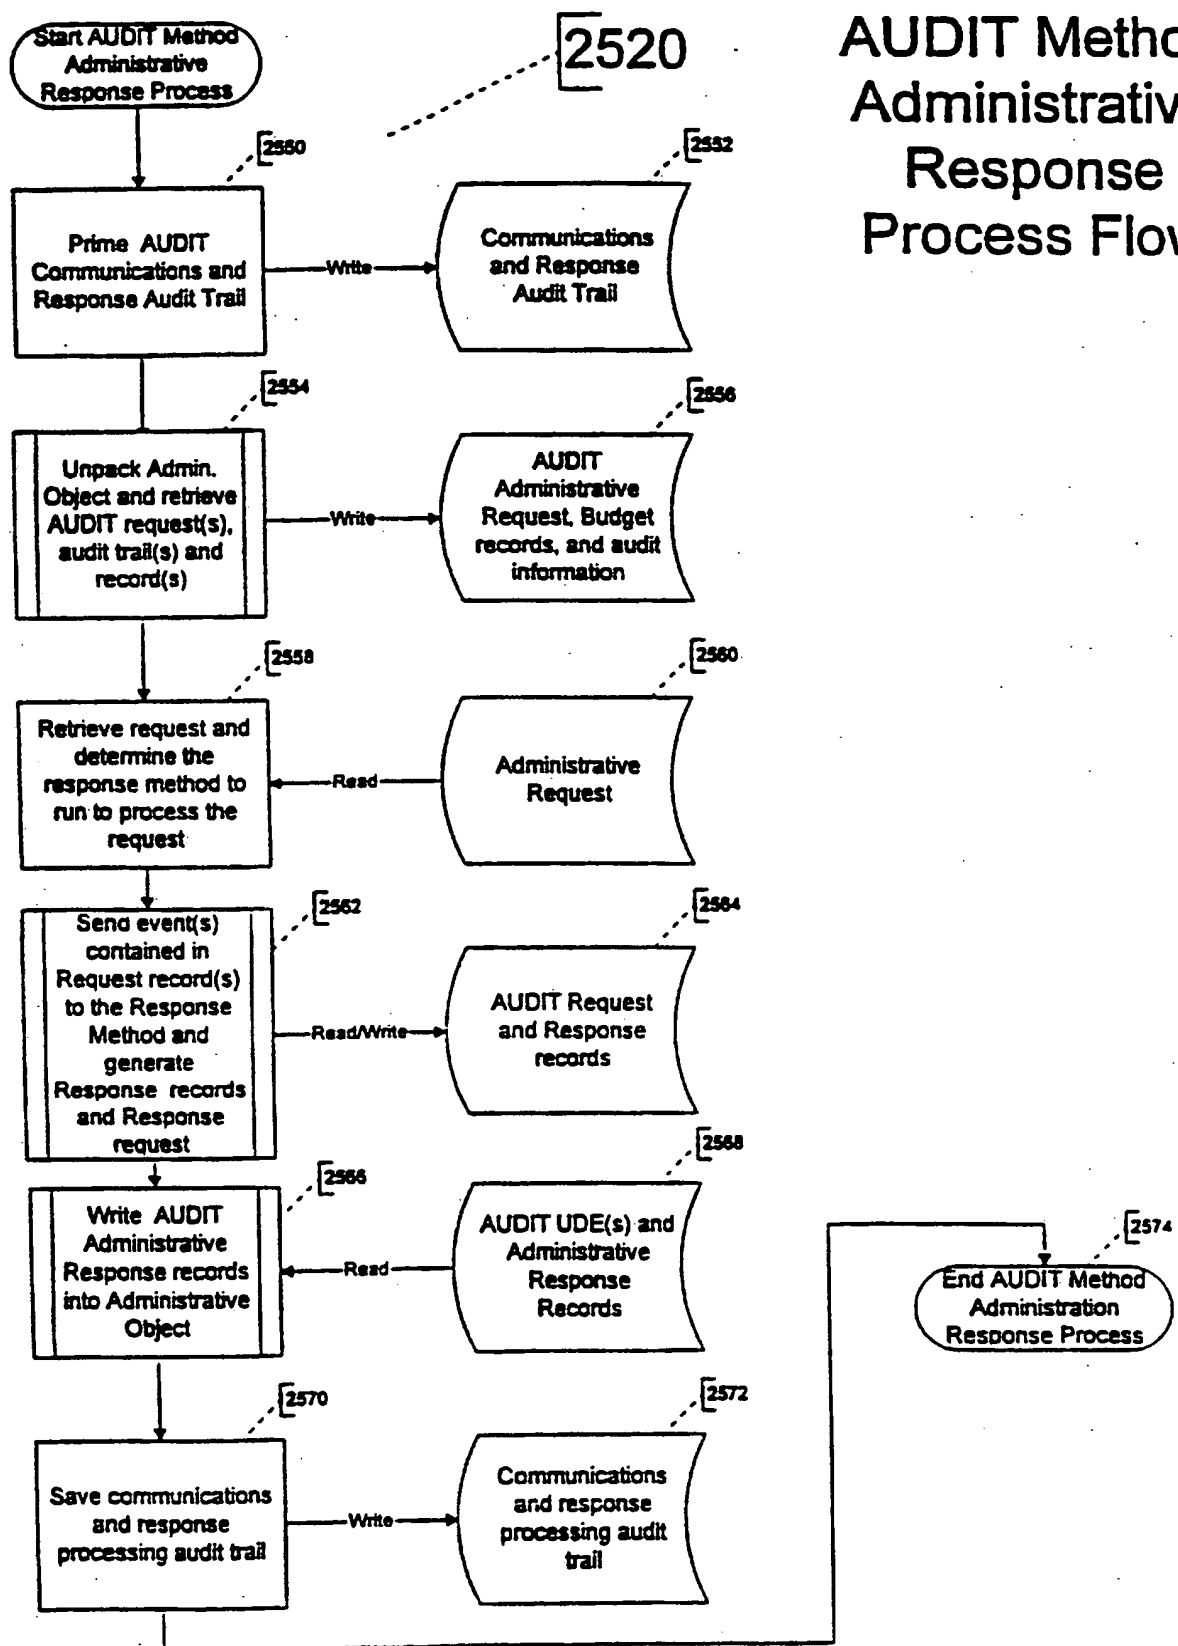 AUDIT Metho
Administrativ
Response
Process Flow
2520
Start AUDIT Method
Administrative
Response Process
2550
Prime AUDIT
Communications and
Response Audit Trail
Write
2552
Communications
and Response
Audit Trail
2554
Unpack Admin.
Object and retrieve
AUDIT request(s),
audit trail(s) and
record(s)
Write
2556
AUDIT
Administrative
Request, Budget
records, and audit
information
2558
Retrieve request and
determine the
response method to
run to process the
request
Read
2560
Administrative
Request
2562
Send event(s)
contained in
Request record(s)
to the Response
Method and
generate
Response records
and Response
request
Read/Write
2564
AUDIT Request
and Response
records
2566
Write AUDIT
Administrative
Response records
into Administrative
Object
Read
2568
AUDIT UDE(s) and
Administrative
Response
Records
2570
Save communications
and response
processing audit trail
Write
2572
Communications
and response
processing audit
trail
2574
End AUDIT Method
Administration
Response Process